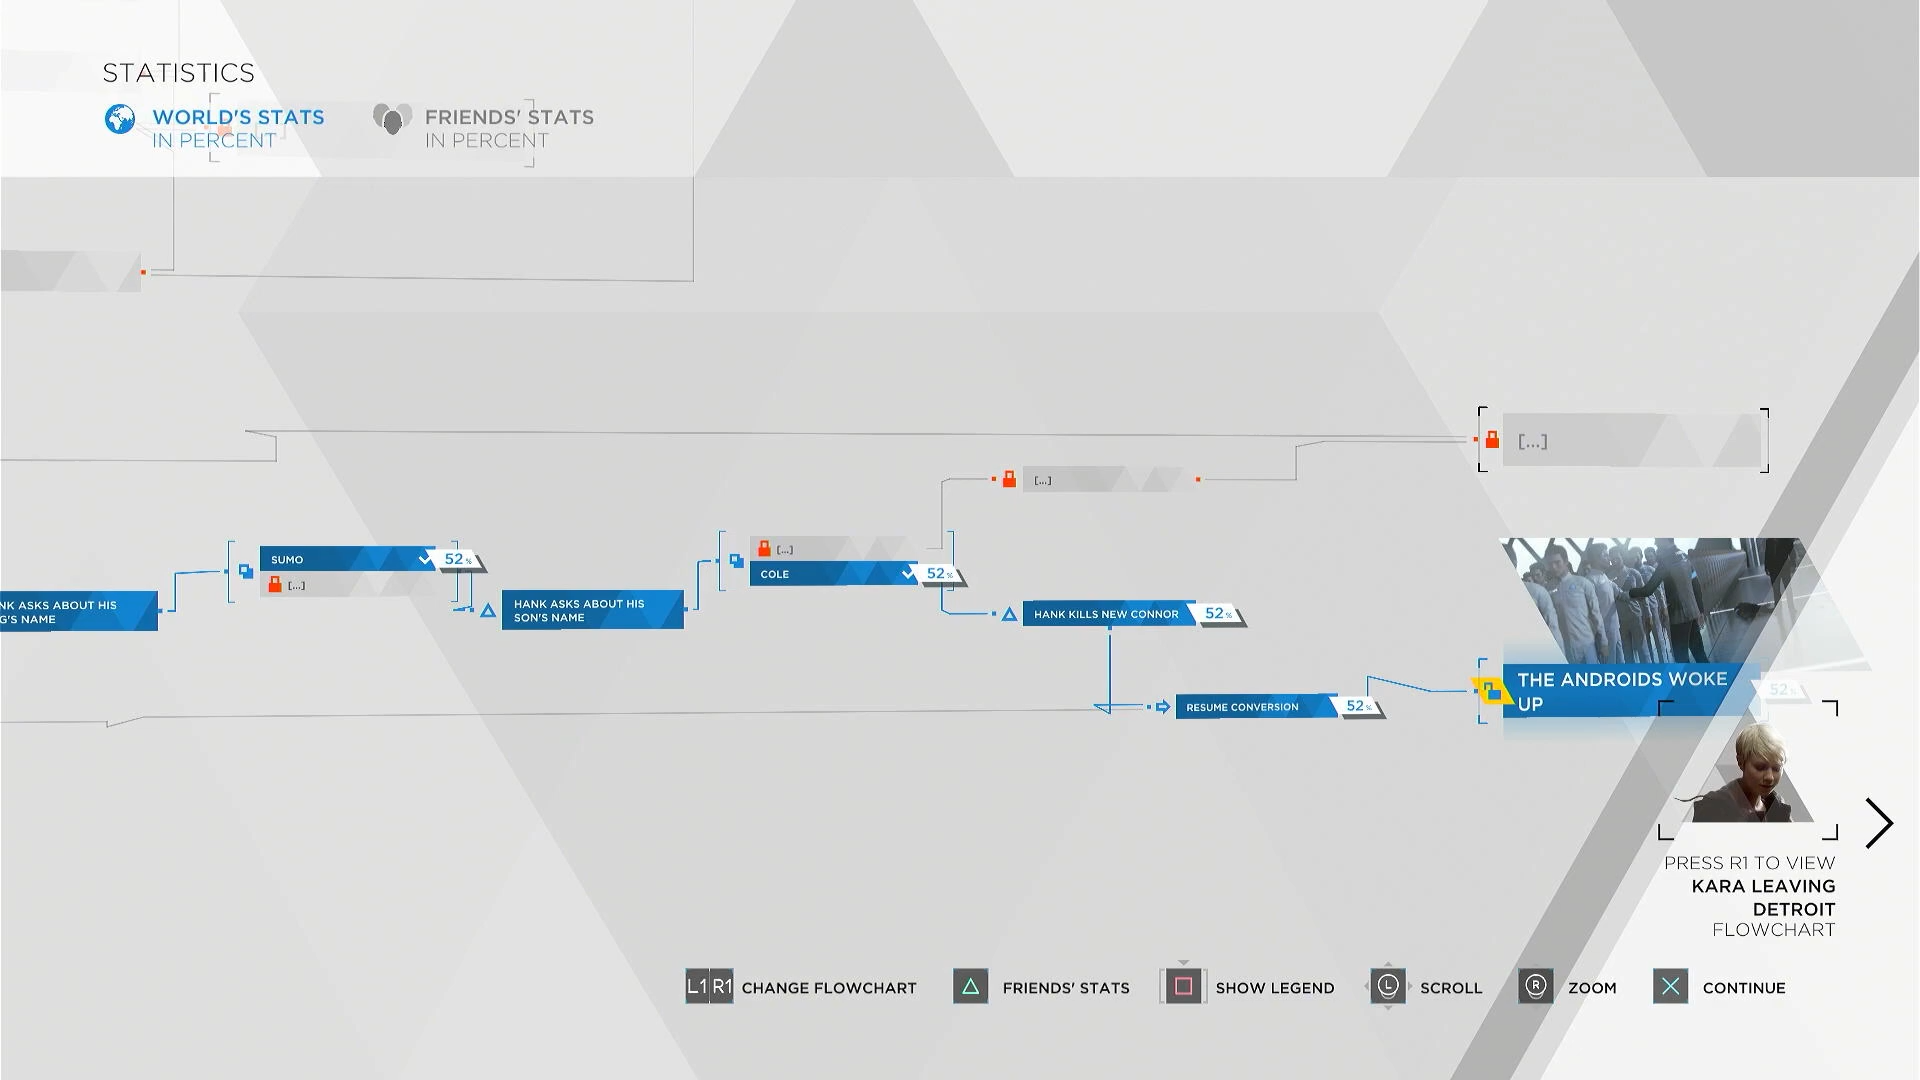 STATISTICS
WORLD'S STATS
IN PERCENT
FRIENDS' STATS
IN PERCENT
[...]
[...]
[...]
SUMO
52%
[...]
COLE
52%
NK ASKS ABOUT HIS
G'S NAME
HANK ASKS ABOUT HIS
SON'S NAME
HANK KILLS NEW CONNOR
52%
RESUME CONVERSION
52%
THE ANDROIDS WOKE
UP
52%
PRESS R1 TO VIEW
KARA LEAVING
DETROIT
FLOWCHART
L1 R1 CHANGE FLOWCHART
FRIENDS' STATS
SHOW LEGEND
L SCROLL
R ZOOM
CONTINUE